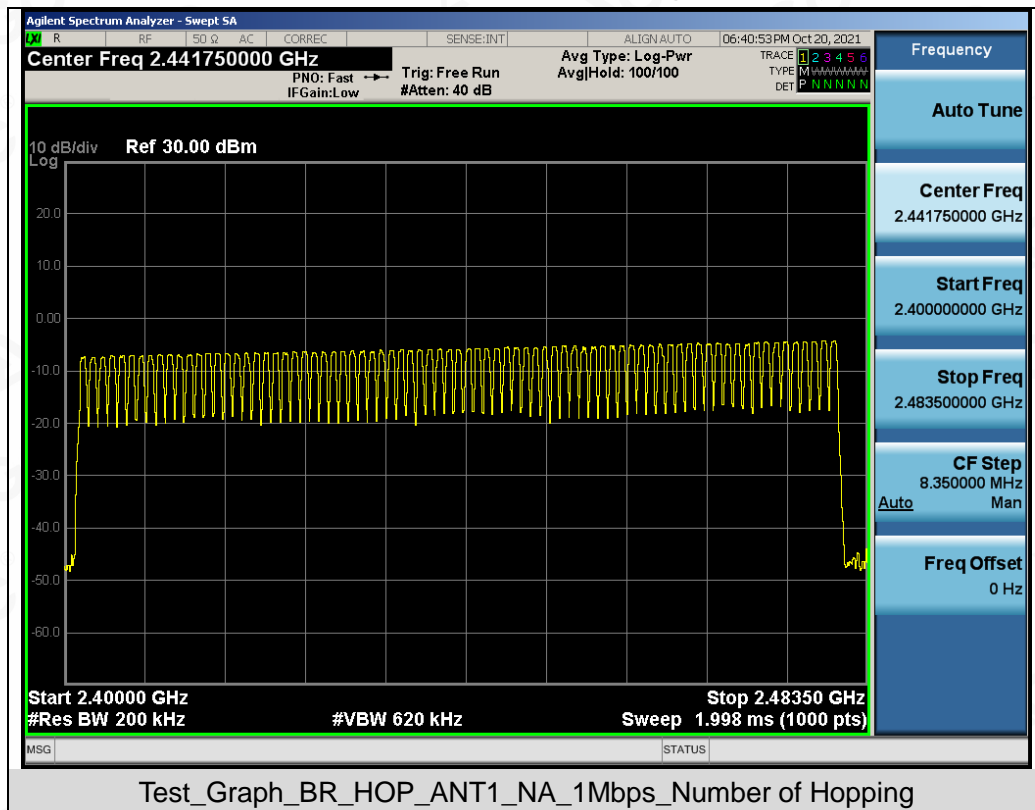 Agilent Spectrum Analyzer - Swept SA
LXI R RF 50 Ω AC CORREC SENSE:INT ALIGN AUTO 06:40:53 PM Oct 20, 2021
Center Freq 2.441750000 GHz
PNO: Fast
IFGain:Low
Trig: Free Run
#Atten: 40 dB
Avg Type: Log-Pwr
Avg|Hold: 100/100
TRACE 1 2 3 4 5 6
TYPE M WWWWW
DET P N N N N N
10 dB/div Ref 30.00 dBm
Log
20.0
10.0
0.00
-10.0
-20.0
-30.0
-40.0
-50.0
-60.0
Start 2.40000 GHz Stop 2.48350 GHz
#Res BW 200 kHz #VBW 620 kHz Sweep 1.998 ms (1000 pts)
MSG STATUS
Frequency
Auto Tune
Center Freq
2.441750000 GHz
Start Freq
2.400000000 GHz
Stop Freq
2.483500000 GHz
CF Step
8.350000 MHz
Auto Man
Freq Offset
0 Hz
Test_Graph_BR_HOP_ANT1_NA_1Mbps_Number of Hopping